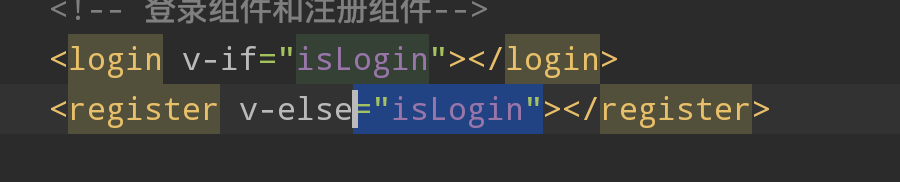 <!-- 登录组件和注册组件-->
<login v-if="isLogin"></login>
<register v-else="isLogin"></register>